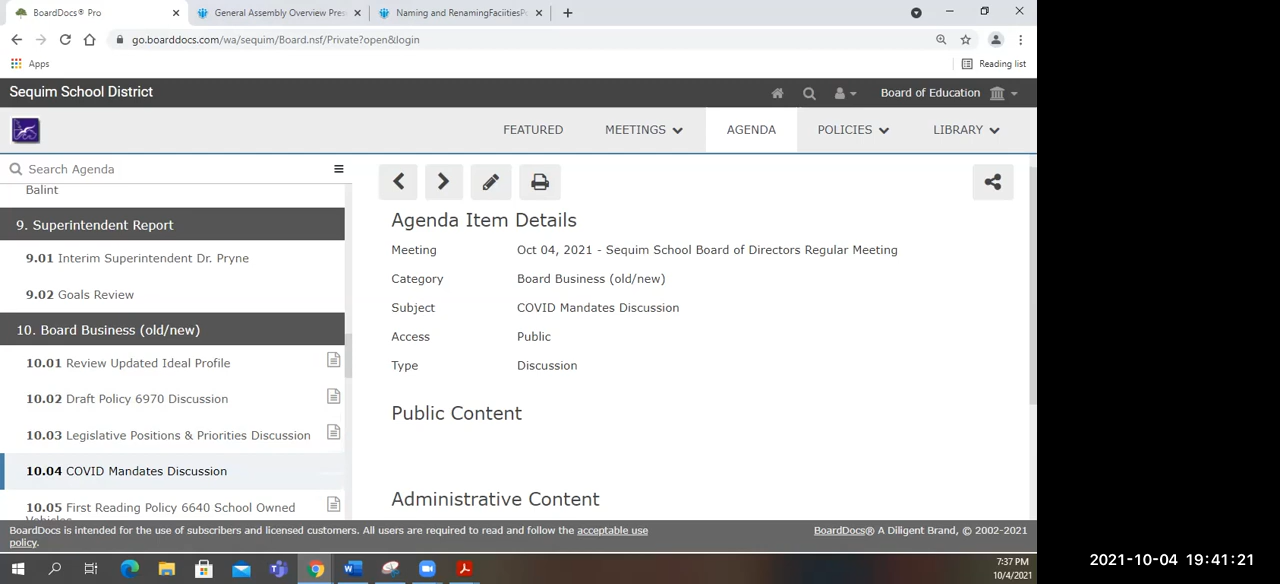 BoardDocs® Pro
General Assembly Overview Pres
Naming and RenamingFaciitiesPo
go.boarddocs.com/wa/sequim/Board.nsf/Private?open&login
Apps
Reading list
Sequim School District
Board of Education
FEATURED MEETINGS AGENDA POLICIES LIBRARY
Search Agenda
Balint
9. Superintendent Report
9.01 Interim Superintendent Dr. Pryne
9.02 Goals Review
10. Board Business (old/new)
10.01 Review Updated Ideal Profile
10.02 Draft Policy 6970 Discussion
10.03 Legislative Positions & Priorities Discussion
10.04 COVID Mandates Discussion
10.05 First Reading Policy 6640 School Owned
Vehicles
Agenda Item Details
Meeting Oct 04, 2021 - Sequim School Board of Directors Regular Meeting
Category Board Business (old/new)
Subject COVID Mandates Discussion
Access Public
Type Discussion
Public Content
Administrative Content
BoardDocs is intended for the use of subscribers and licensed customers. All users are required to read and follow the acceptable use
policy.
BoardDocs® A Diligent Brand, © 2002-2021
7:37 PM
10/4/2021
2021-10-04 19:41:21